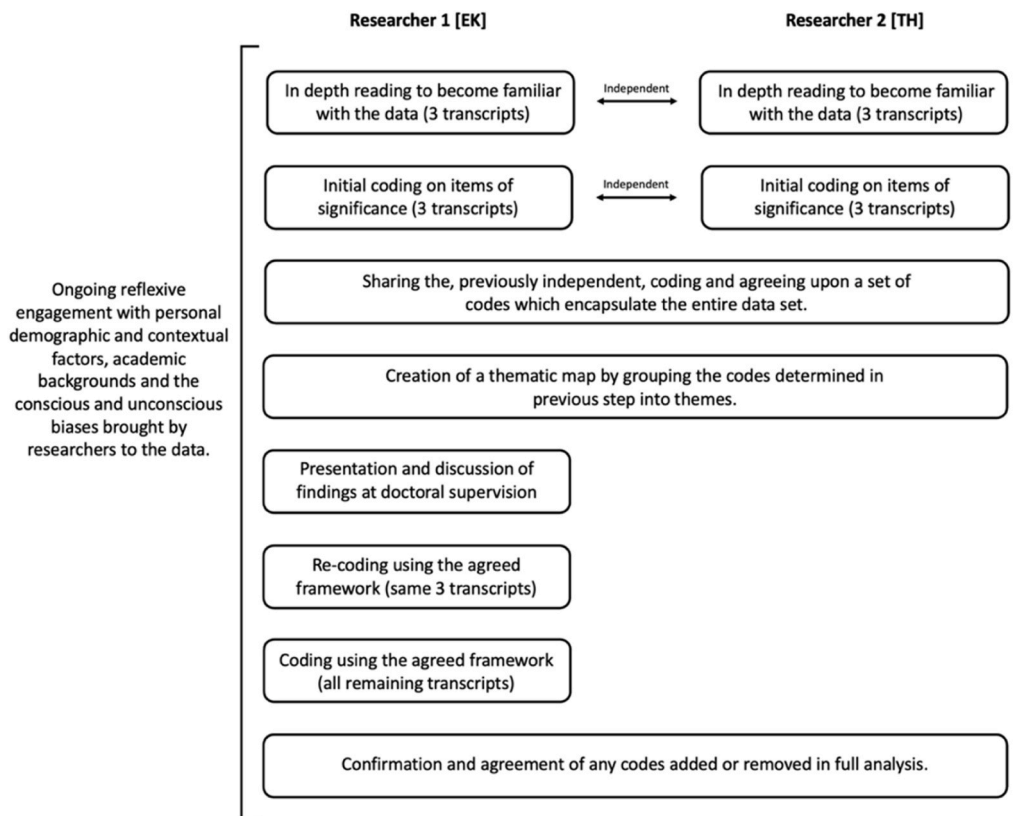 Researcher 1 [EK]
Researcher 2 [TH]
In depth reading to become familiar
with the data (3 transcripts)
Independent
In depth reading to become familiar
with the data (3 transcripts)
Initial coding on items of
significance (3 transcripts)
Independent
Initial coding on items of
significance (3 transcripts)
Sharing the, previously independent, coding and agreeing upon a set of
codes which encapsulate the entire data set.
Ongoing reflexive
engagement with personal
demographic and contextual
factors, academic
backgrounds and the
conscious and unconscious
biases brought by
researchers to the data.
Creation of a thematic map by grouping the codes determined in
previous step into themes.
Presentation and discussion of
findings at doctoral supervision
Re-coding using the agreed
framework (same 3 transcripts)
Coding using the agreed framework
(all remaining transcripts)
Confirmation and agreement of any codes added or removed in full analysis.